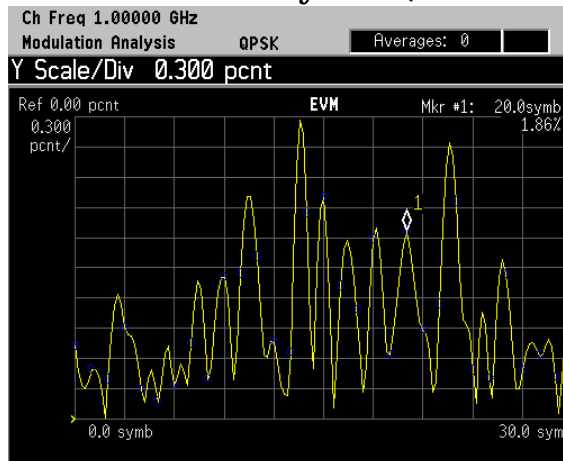 Ch Freq 1.00000 GHz
Modulation Analysis QPSK Averages: 0
Y Scale/Div 0.300 pcnt
Ref 0.00 pcnt EVM Mkr #1: 20.0symb
0.300 1.86%
pcnt/
1
0.0 symb 30.0 sym